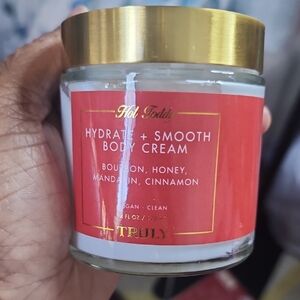 Hot Toddy
HYDRATE + SMOOTH
BODY CREAM
BOURBON, HONEY,
MANDARIN, CINNAMON
VEGAN - CLEAN
TRULY